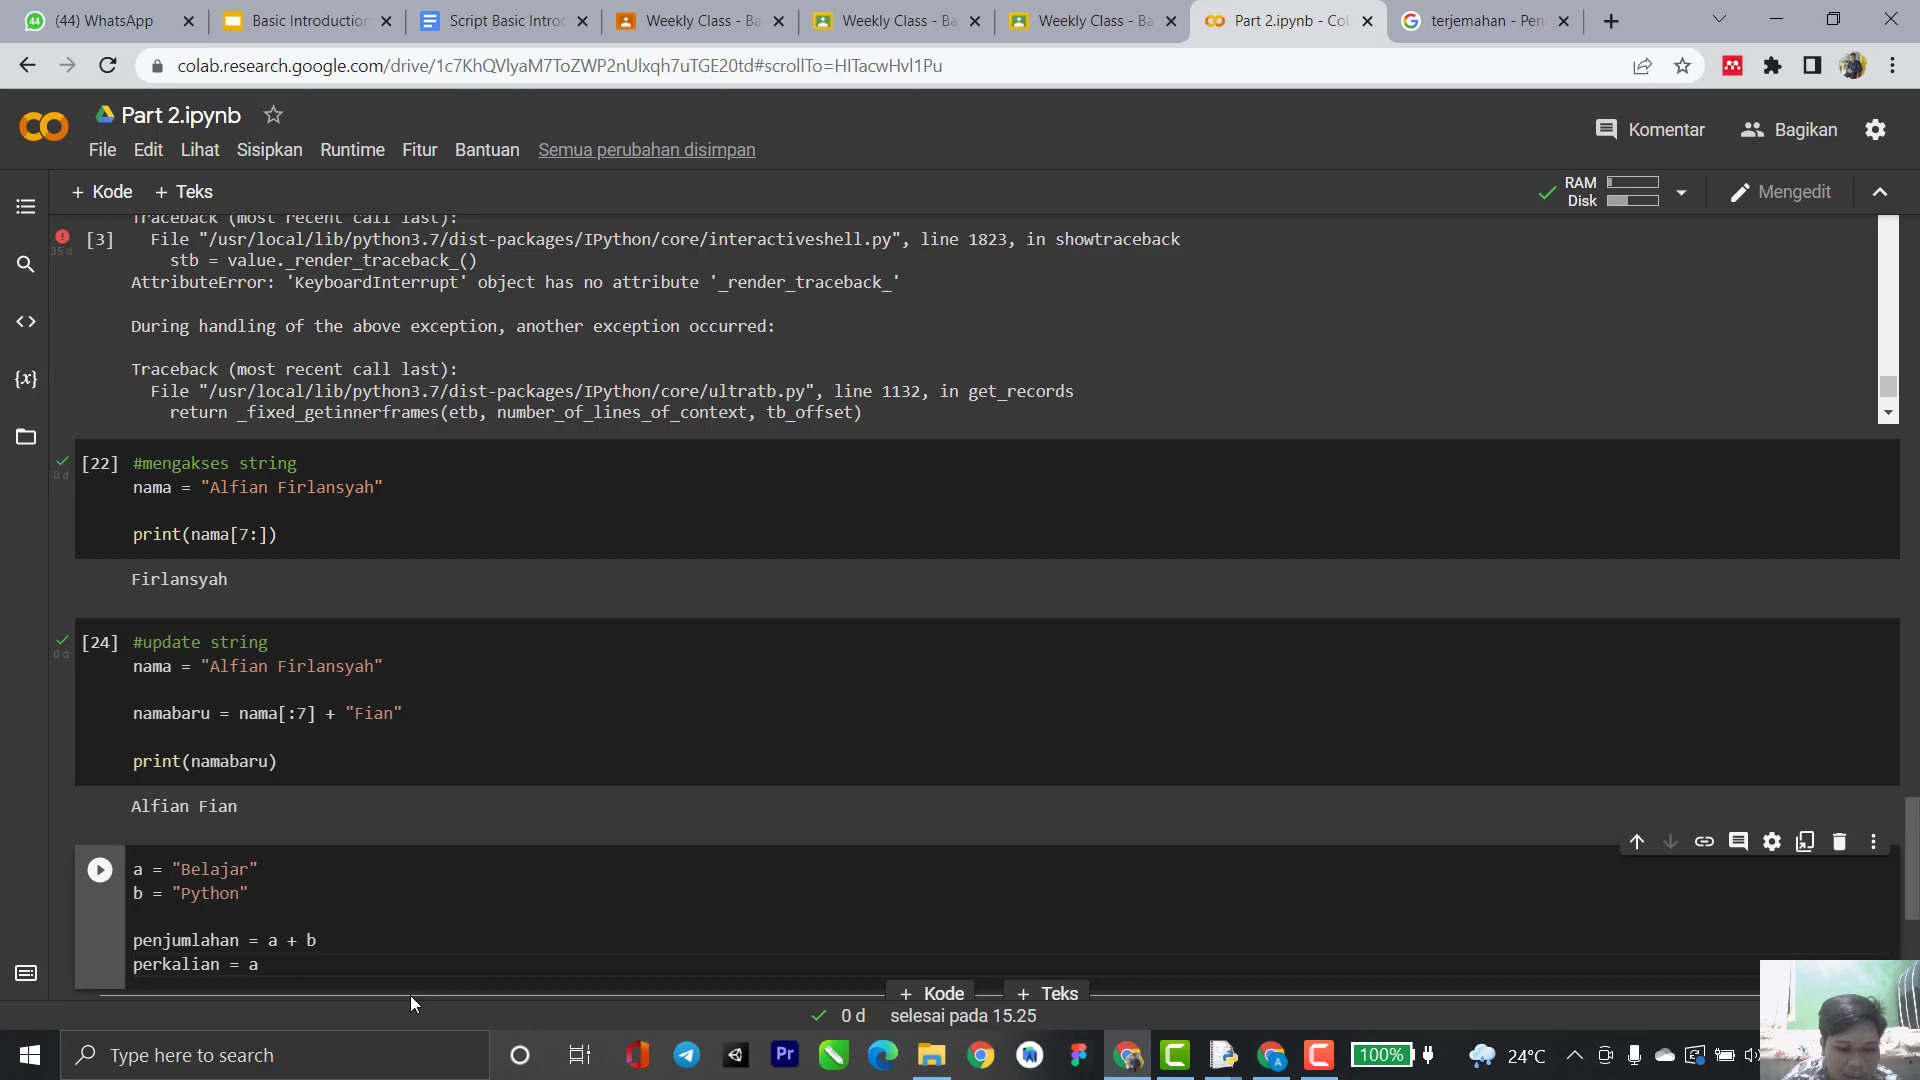 (44) WhatsApp
Basic Introduction
Script Basic Intro
Weekly Class - Ba
Weekly Class - Ba
Weekly Class - Ba
Part 2.ipynb - Col
terjemahan - Pen
colab.research.google.com/drive/1c7KhQVlyaM7ToZWP2nUlxqh7uTGE20td#scrollTo=HITacwHvl1Pu
Part 2.ipynb
Komentar
Bagikan
File Edit Lihat Sisipkan Runtime Fitur Bantuan Semua perubahan disimpan
+ Kode + Teks
RAM
Disk
Mengedit
Traceback (most recent call last):
[3] File "/usr/local/lib/python3.7/dist-packages/IPython/core/interactiveshell.py", line 1823, in showtraceback
35 d
stb = value._render_traceback_()
AttributeError: 'KeyboardInterrupt' object has no attribute '_render_traceback_'
During handling of the above exception, another exception occurred:
Traceback (most recent call last):
File "/usr/local/lib/python3.7/dist-packages/IPython/core/ultratb.py", line 1132, in get_records
return _fixed_getinnerframes(etb, number_of_lines_of_context, tb_offset)
[22] #mengakses string
0 d
nama = "Alfian Firlansyah"
print(nama[7:])
Firlansyah
[24] #update string
0 d
nama = "Alfian Firlansyah"
namabaru = nama[:7] + "Fian"
print(namabaru)
Alfian Fian
a = "Belajar"
b = "Python"
penjumlahan = a + b
perkalian = a
+ Kode + Teks
0 d selesai pada 15.25
Type here to search
Pr
100%
24°C